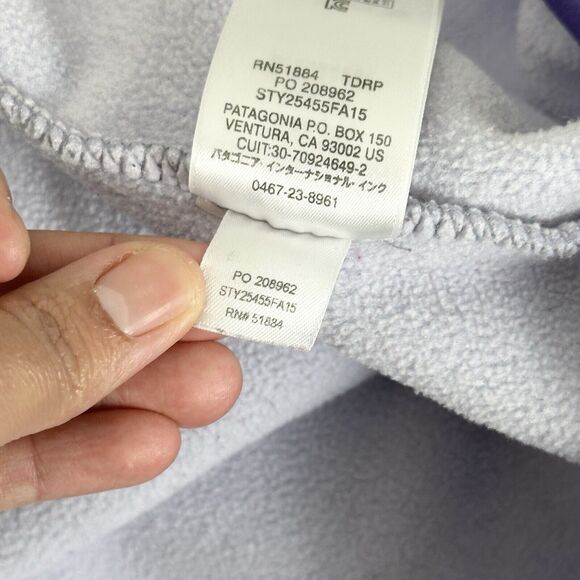 RN51884 TDRP
PO 208962
STY25455FA15
PATAGONIA P.O. BOX 150
VENTURA, CA 93002 US
CUIT:30-70924649-2
パタゴニア・インターナショナル・インク
0467-23-8961
PO 208962
STY25455FA15
RN# 51884